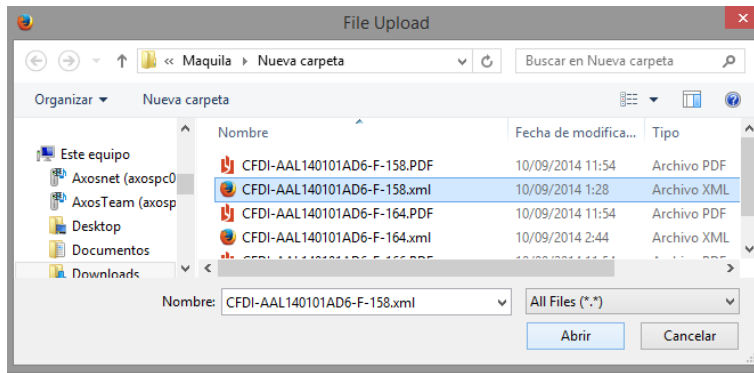 File Upload
« Maquila Nueva carpeta
Buscar en Nueva carpeta
Organizar Nueva carpeta
Nombre Fecha de modifica... Tipo
Este equipo
Axosnet (axospc0
AxosTeam (axosp
Desktop
Documentos
Downloads
CFDI-AAL140101AD6-F-158.PDF 10/09/2014 11:54 Archivo PDF
CFDI-AAL140101AD6-F-158.xml 10/09/2014 1:28 Archivo XML
CFDI-AAL140101AD6-F-164.PDF 10/09/2014 11:54 Archivo PDF
CFDI-AAL140101AD6-F-164.xml 10/09/2014 2:44 Archivo XML
Nombre: CFDI-AAL140101AD6-F-158.xml All Files (*.*)
Abrir Cancelar